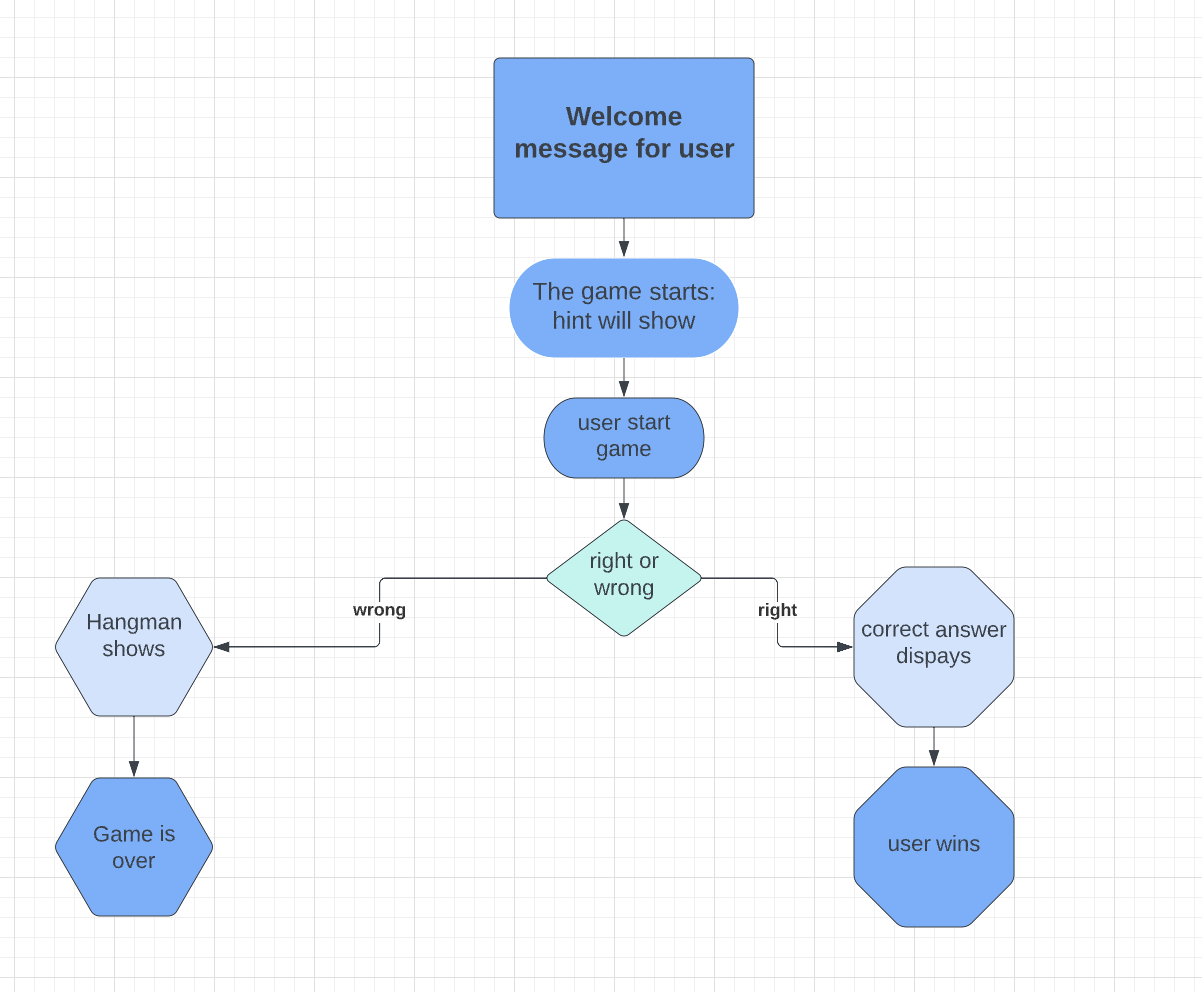 Welcome
message for user
The game starts:
hint will show
user start
game
right or
wrong
wrong
right
Hangman
shows
correct answer
dispays
Game is
over
user wins